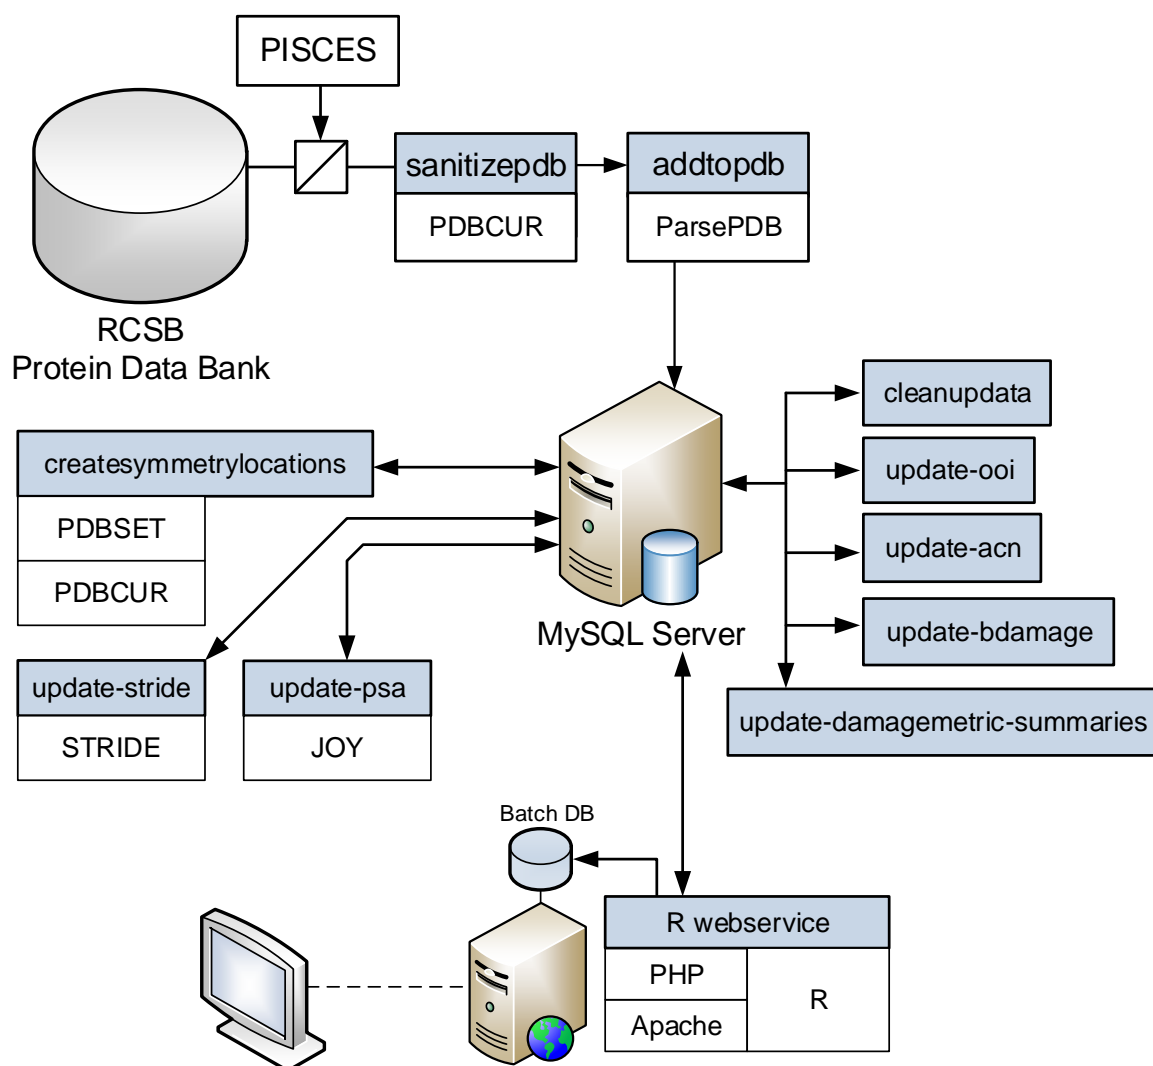 PISCES
sanitizepdb
addtopdb
PDBCUR
ParsePDB
RCSB
Protein Data Bank
cleanupdata
createsymmetrylocations
update-ooi
PDBSET
update-acn
PDBCUR
MySQL Server
update-bdamage
update-stride
update-psa
update-damagemetric-summaries
STRIDE
JOY
Batch DB
R webservice
PHP
R
Apache